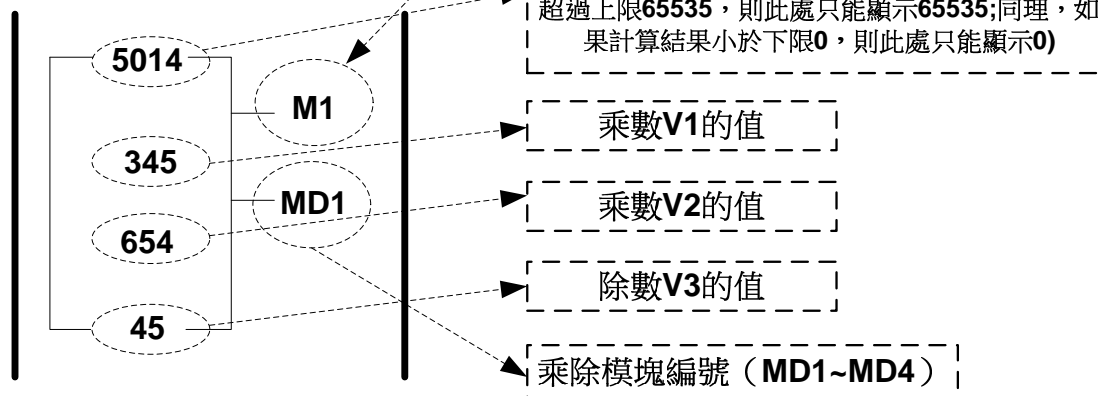 超過上限65535，則此處只能顯示65535;同理，如
果計算結果小於下限0，則此處只能顯示0)
5014
M1
乘數V1的值
345
MD1
乘數V2的值
654
除數V3的值
45
乘除模塊編號（MD1~MD4）